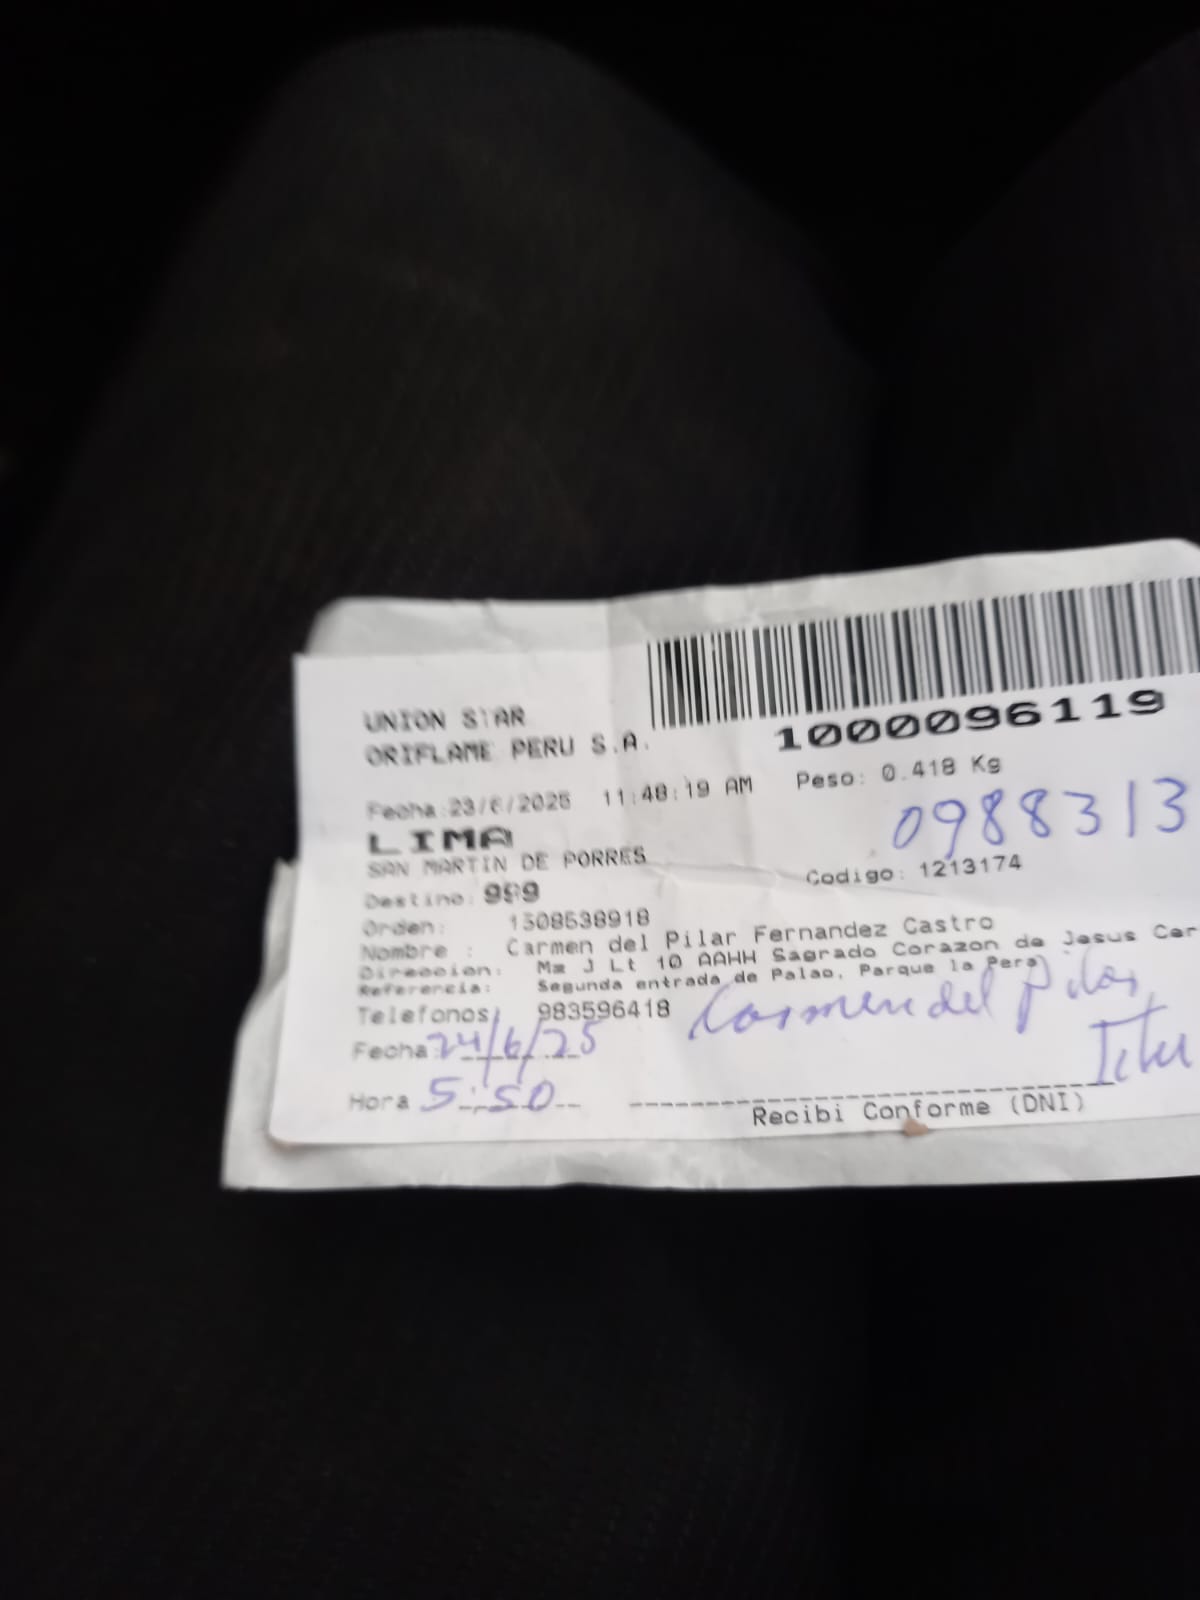 UNION STAR
ORIFLAME PERU S.A.
1000096119
Fecha:23/6/2025 11:48:19 AM Peso: 0.418 Kg
LIMA
0988313
SAN MARTIN DE PORRES
Codigo: 1213174
Destino: 999
Orden: 1308538918
Nombre : Carmen del Pilar Fernandez Castro
Direccion: Mz J Lt 10 AAHH Sagrado Corazon de Jesus Cer
Referencia: Segunda entrada de Palao, Parque la Pera
Telefonos: 983596418
Carmen del Pilar
Fecha: 24/6/25
Hora 5:50
Recibi Conforme (DNI)